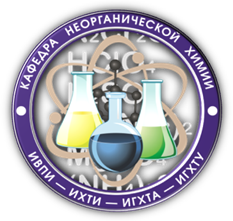 КАФЕДРА НЕОРГАНИЧЕСКОЙ ХИМИИ
ИВПИ — ИХТИ — ИГХТА — ИГХТУ